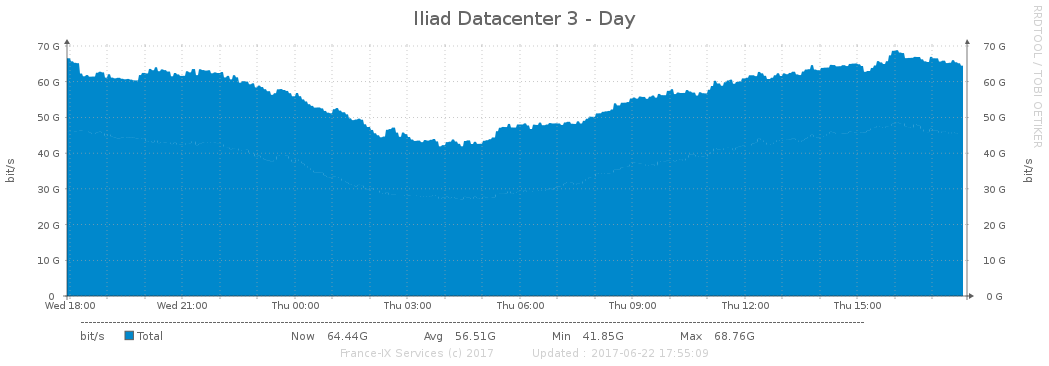 Iliad Datacenter 3 - Day
RRDTOOL / TOBI OETIKER
70 G 70 G
60 G 60 G
50 G 50 G
40 G 40 G
30 G 30 G
20 G 20 G
10 G 10 G
0 0 G
bit/s bit/s
Wed 18:00 Wed 21:00 Thu 00:00 Thu 03:00 Thu 06:00 Thu 09:00 Thu 12:00 Thu 15:00
bit/s Total Now 64.44G Avg 56.51G Min 41.85G Max 68.76G
France-IX Services (c) 2017 Updated : 2017-06-22 17:55:09